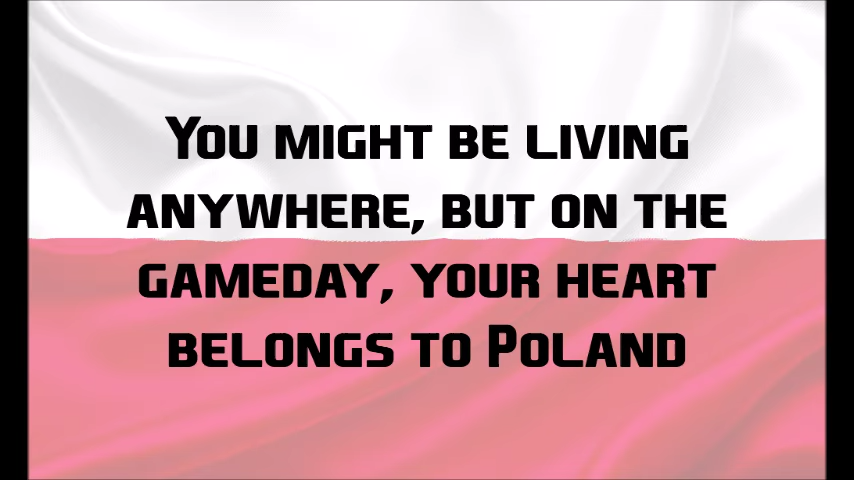 You might be living
anywhere, but on the
gameday, your heart
belongs to Poland